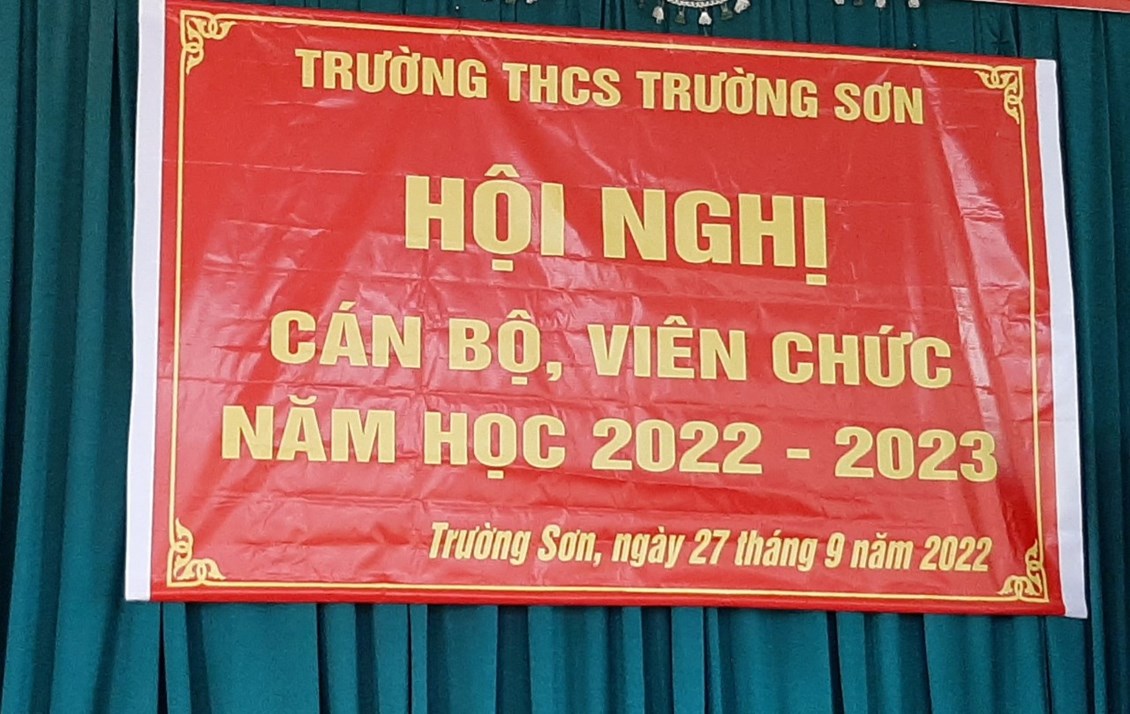 TRƯỜNG THCS TRƯỜNG SƠN
HỘI NGHỊ
CÁN BỘ, VIÊN CHỨC
NĂM HỌC 2022 - 2023
Trường Sơn, ngày 27 tháng 9 năm 2022